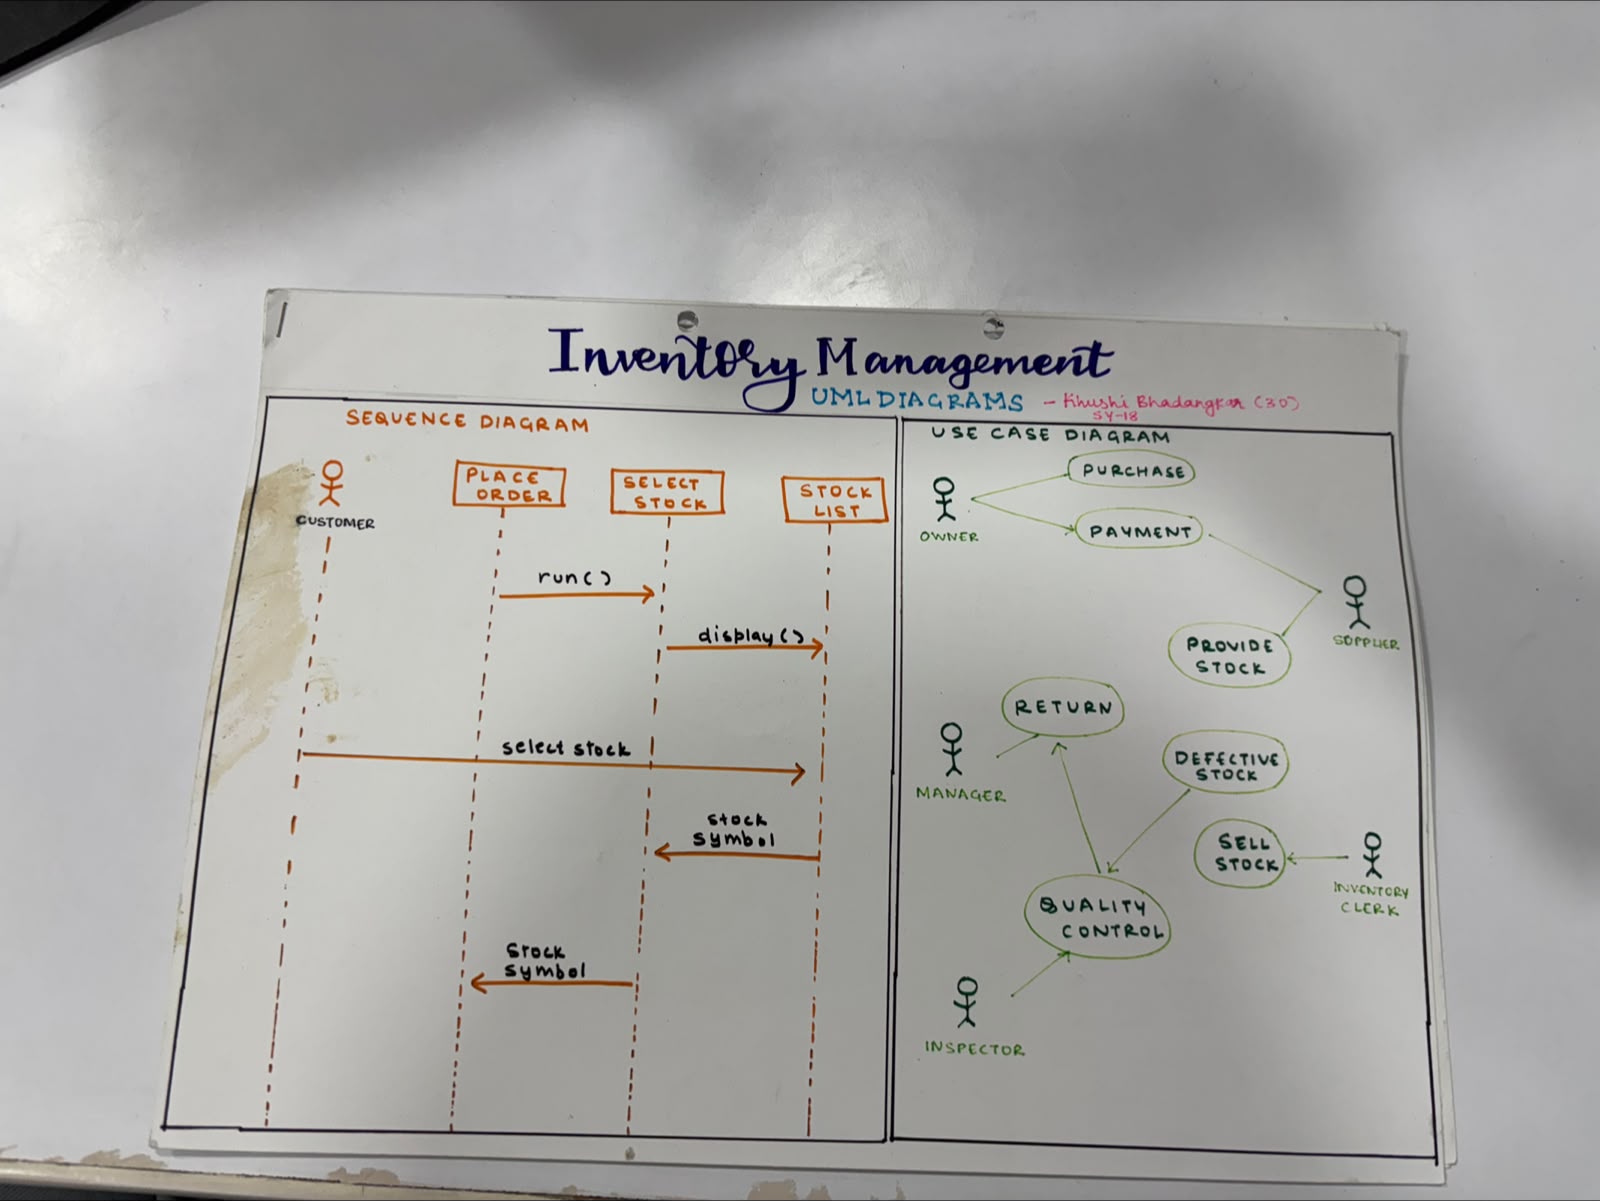 Inventory Management
UML DIAGRAMS - Khushi Bhadangkar (30)
SY-18
SEQUENCE DIAGRAM
CUSTOMER
PLACE
ORDER
SELECT
STOCK
STOCK
LIST
run()
display()
select stock
stock
symbol
stock
symbol
USE CASE DIAGRAM
OWNER
PURCHASE
PAYMENT
SUPPLIER
PROVIDE
STOCK
RETURN
MANAGER
DEFECTIVE
STOCK
SELL
STOCK
INVENTORY
CLERK
QUALITY
CONTROL
INSPECTOR